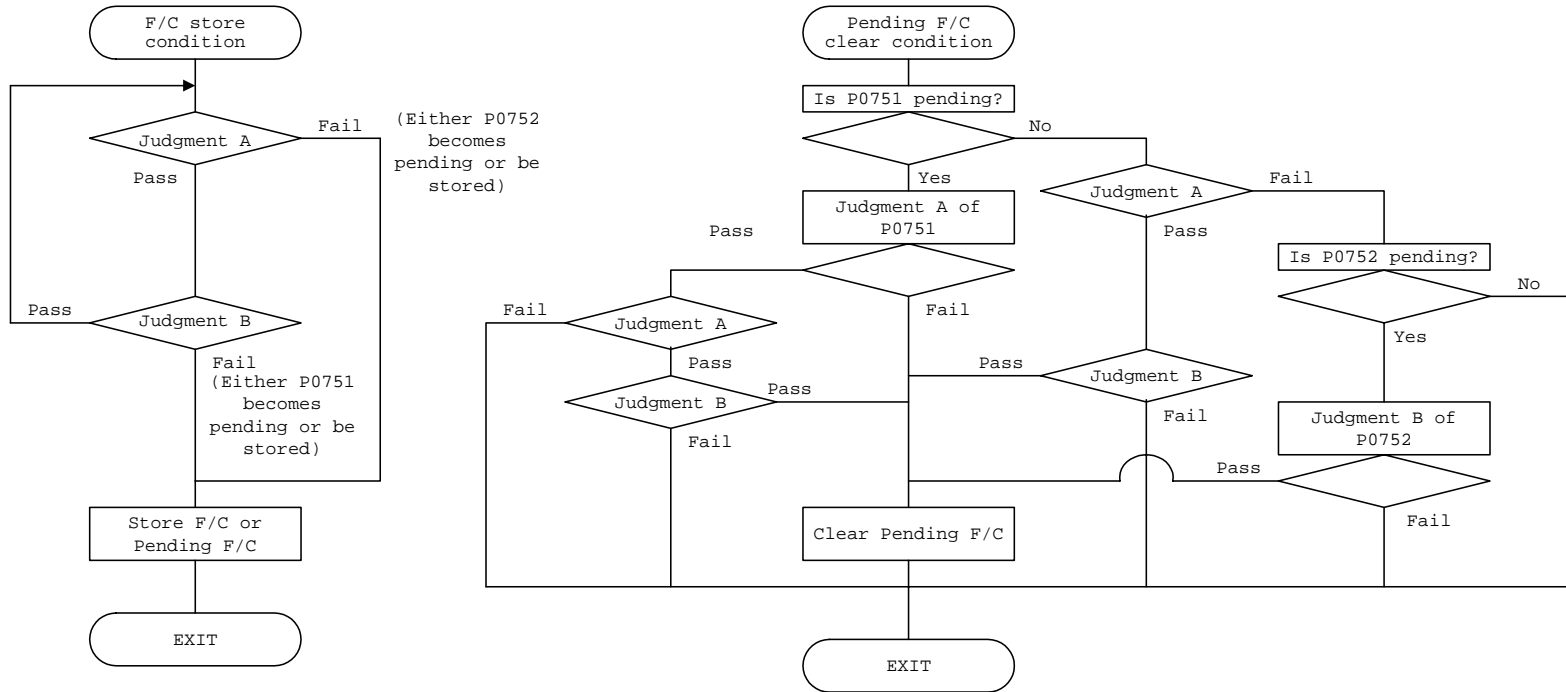 F/C store
condition
Judgment A
Fail
(Either P0752
becomes
pending or be
stored)
Pass
Judgment B
Pass
Fail
(Either P0751
becomes
pending or be
stored)
Store F/C or
Pending F/C
EXIT
Pending F/C
clear condition
Is P0751 pending?
No
Yes
Judgment A of
P0751
Pass
Fail
Judgment A
Fail
Pass
Judgment B
Pass
Fail
Judgment A
Fail
Pass
Judgment B
Pass
Fail
Is P0752 pending?
No
Yes
Judgment B of
P0752
Pass
Fail
Clear Pending F/C
EXIT